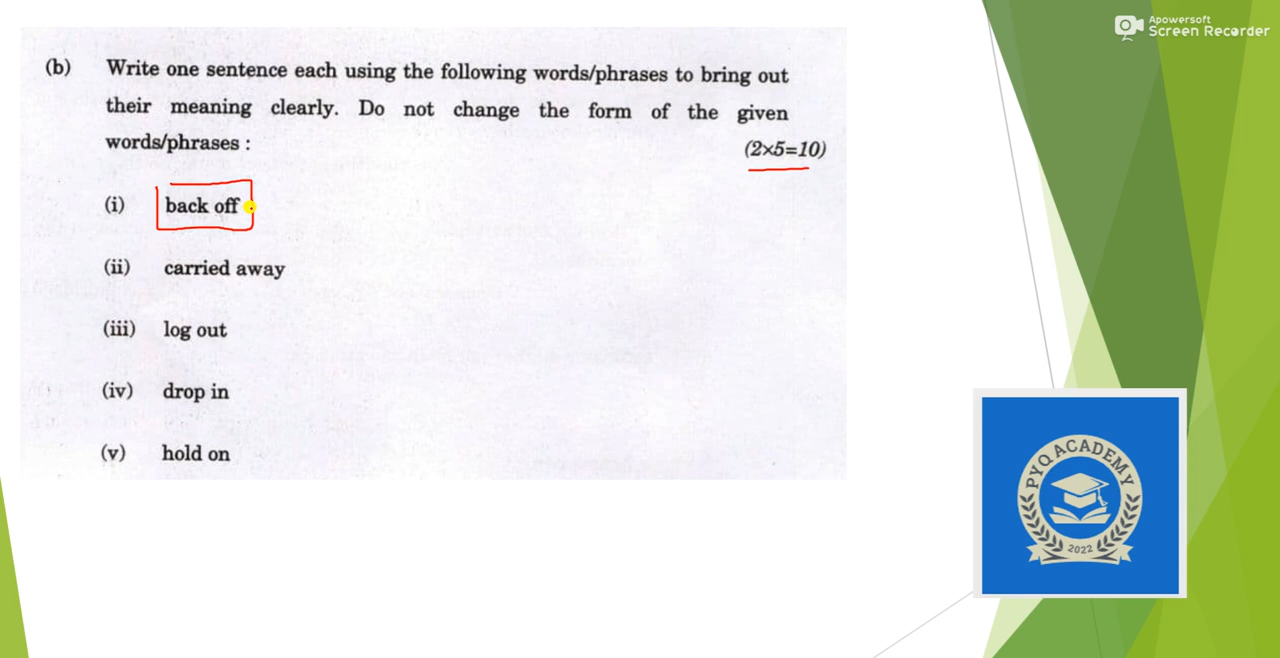 Apowersoft
Screen Recorder
(b) Write one sentence each using the following words/phrases to bring out
their meaning clearly. Do not change the form of the given
words/phrases : (2×5=10)
(i) back off
(ii) carried away
(iii) log out
(iv) drop in
(v) hold on
PYQ ACADEMY
2022